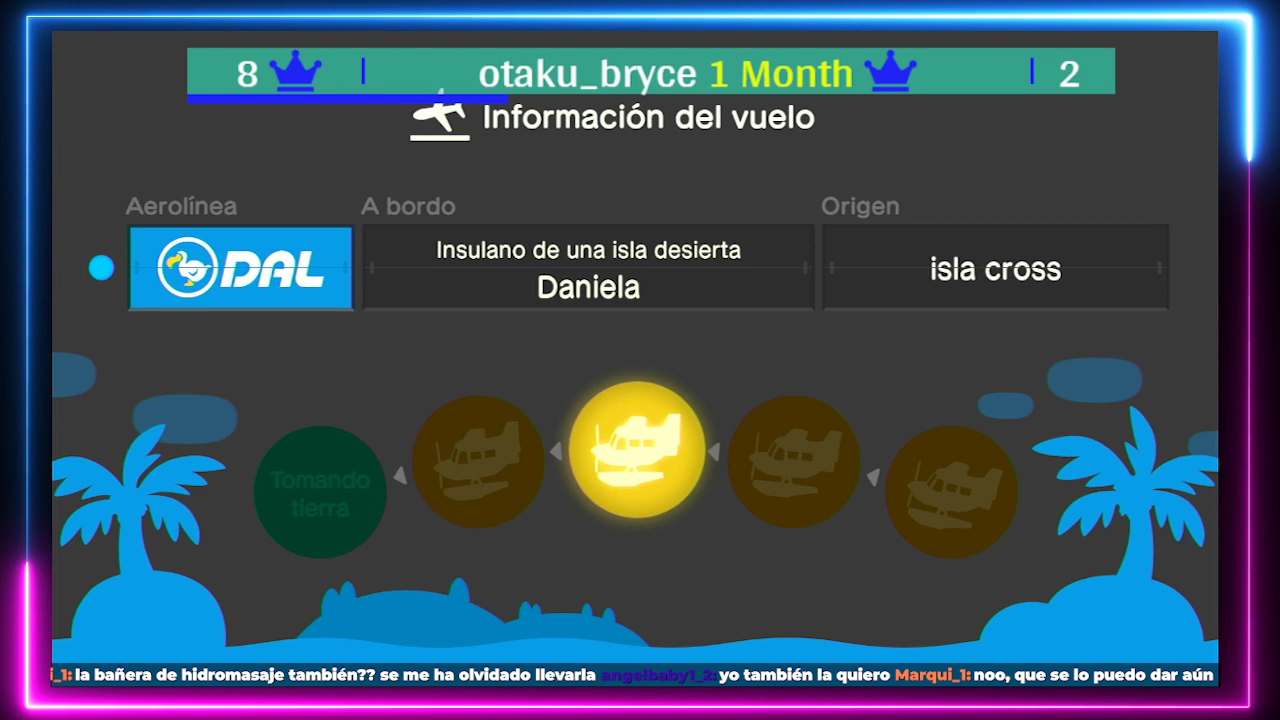 8 otaku_bryce 1 Month 2
Información del vuelo
Aerolínea A bordo Origen
DAL
Insulano de una isla desierta
Daniela
isla cross
Tomando
tierra
i_1: la bañera de hidromasaje también?? se me ha olvidado llevarla angelbaby1_2: yo también la quiero Marqui_1: noo, que se lo puedo dar aún